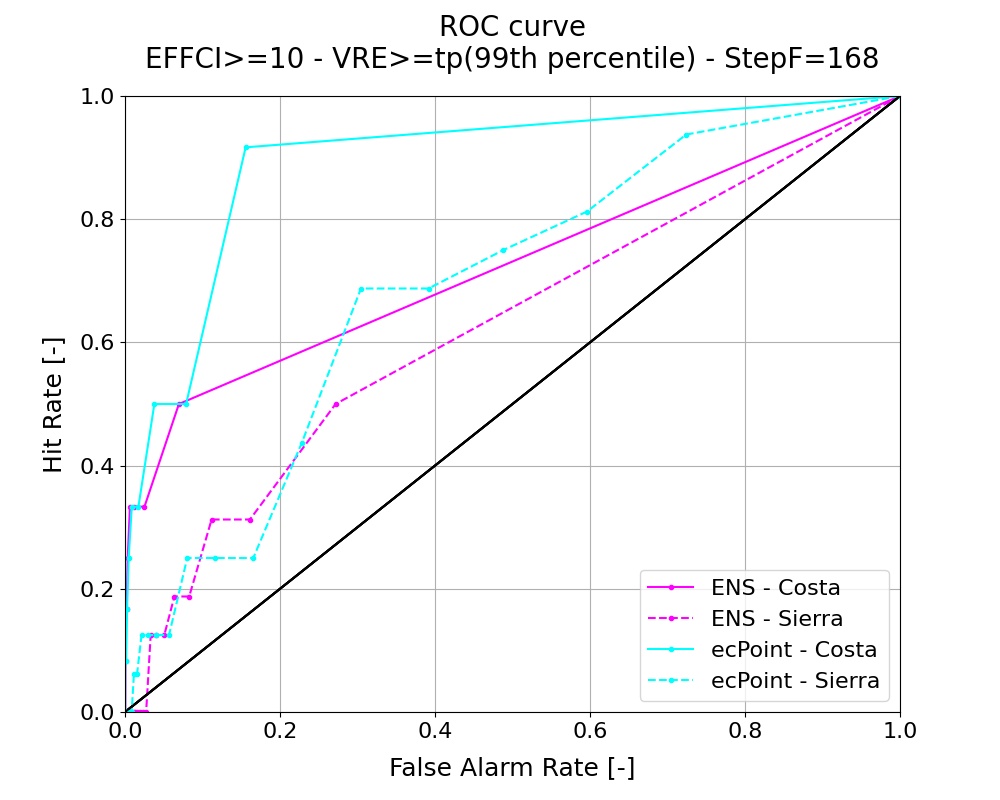 ROC curve
EFFCI>=10 - VRE>=tp(99th percentile) - StepF=168
1.0
0.8
0.6
0.4
0.2
0.0
Hit Rate [-]
ENS - Costa
ENS - Sierra
ecPoint - Costa
ecPoint - Sierra
0.0 0.2 0.4 0.6 0.8 1.0
False Alarm Rate [-]